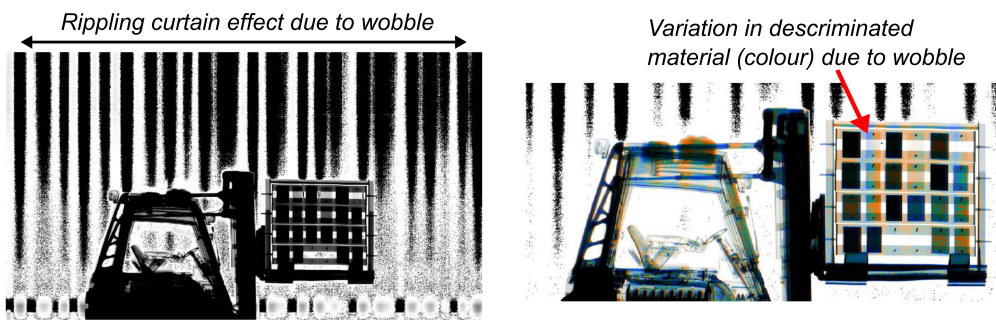 Rippling curtain effect due to wobble
Variation in descriminated
material (colour) due to wobble